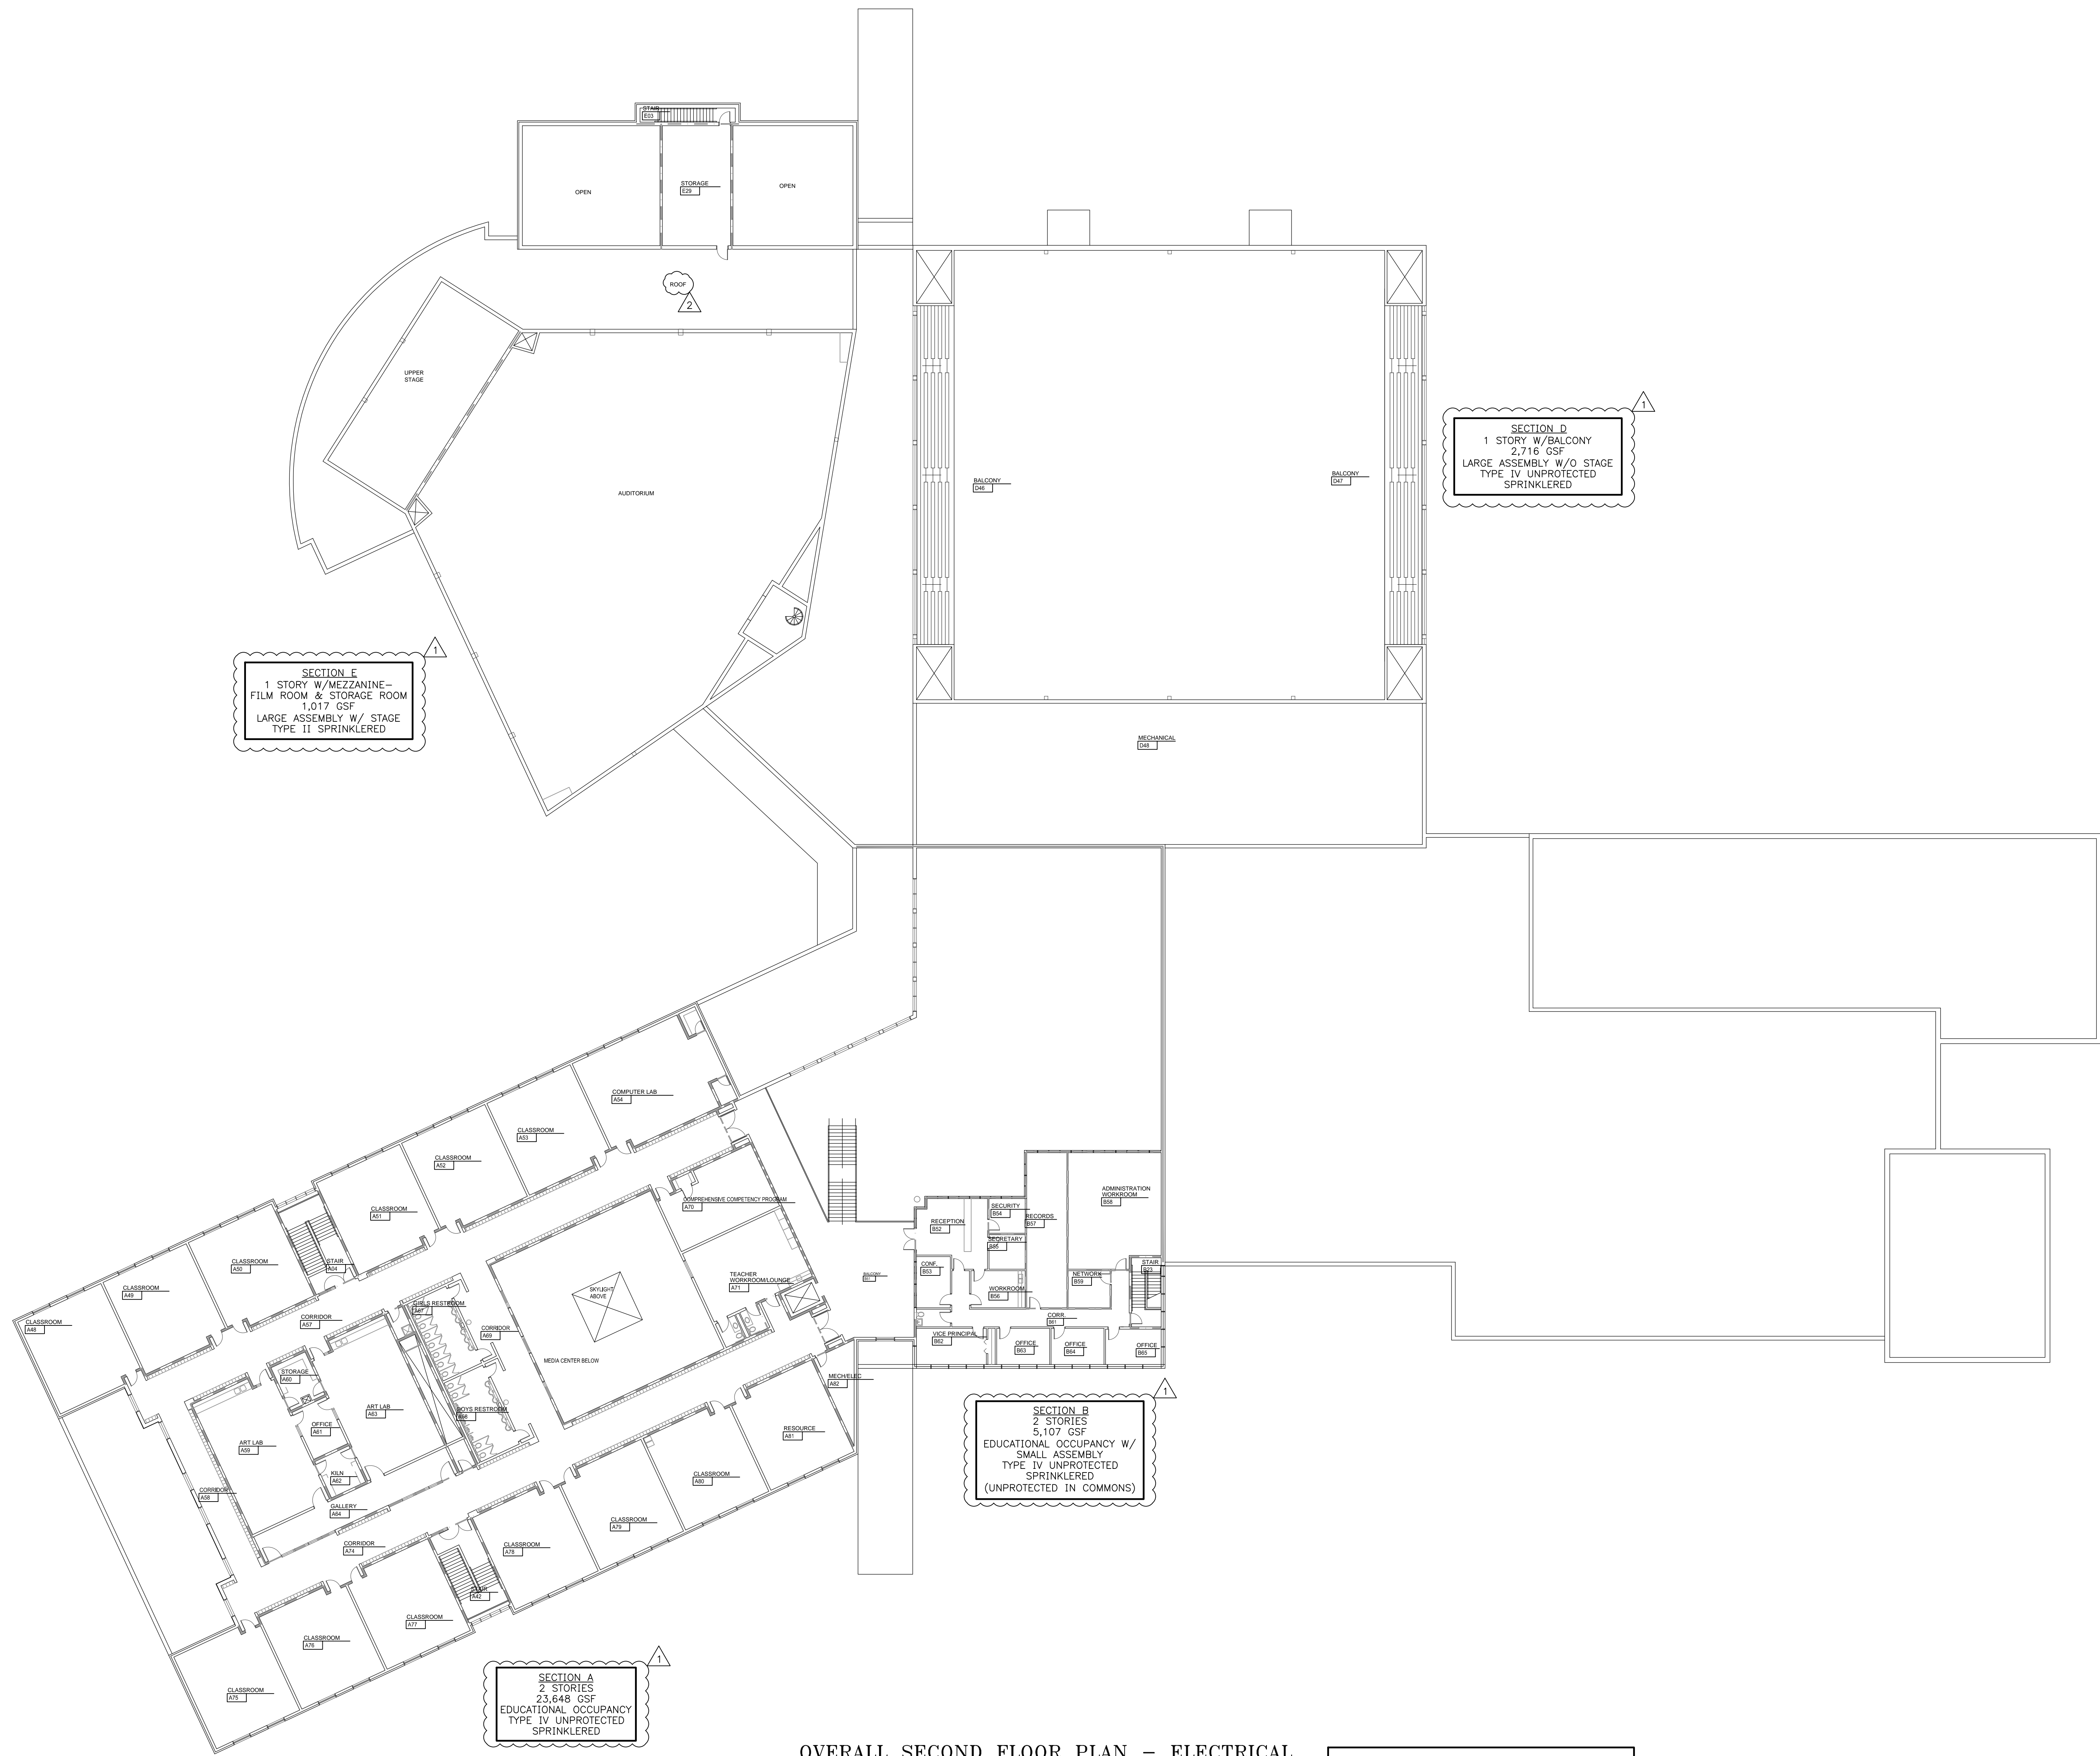 STAIR
E03
OPEN
STORAGE
E29
OPEN
ROOF
2
UPPER
STAGE
AUDITORIUM
BALCONY
D46
BALCONY
D47
1
SECTION D
1 STORY W/BALCONY
2,716 GSF
LARGE ASSEMBLY W/O STAGE
TYPE IV UNPROTECTED
SPRINKLERED
1
SECTION E
1 STORY W/MEZZANINE-
FILM ROOM & STORAGE ROOM
1,017 GSF
LARGE ASSEMBLY W/ STAGE
TYPE II SPRINKLERED
MECHANICAL
D48
COMPUTER LAB
A54
CLASSROOM
A53
CLASSROOM
A52
CLASSROOM
A51
CLASSROOM
A50
CLASSROOM
A49
CLASSROOM
A48
STAIR
A04
COMPREHENSIVE COMPETENCY PROGRAM
A70
TEACHER
WORKROOM/LOUNGE
A71
SKYLIGHT
ABOVE
MEDIA CENTER BELOW
GIRLS RESTROOM
A67
CORRIDOR
A57
CORRIDOR
A69
STORAGE
A60
ART LAB
A63
BOYS RESTROOM
A68
OFFICE
A61
ART LAB
A59
KILN
A62
CORRIDOR
A58
GALLERY
A64
CORRIDOR
A74
MECH/ELEC
A82
RESOURCE
A81
CLASSROOM
A80
CLASSROOM
A79
CLASSROOM
A78
STAIR
A42
CLASSROOM
A77
CLASSROOM
A76
CLASSROOM
A75
BALCONY
RECEPTION
B52
SECURITY
B54
SECRETARY
B55
RECORDS
B57
ADMINISTRATION
WORKROOM
B58
CONF.
B53
WORKROOM
B56
NETWORK
B59
STAIR
B23
CORR.
B61
VICE PRINCIPAL
B62
OFFICE
B63
OFFICE
B64
OFFICE
B65
1
SECTION B
2 STORIES
5,107 GSF
EDUCATIONAL OCCUPANCY W/
SMALL ASSEMBLY
TYPE IV UNPROTECTED
SPRINKLERED
(UNPROTECTED IN COMMONS)
1
SECTION A
2 STORIES
23,648 GSF
EDUCATIONAL OCCUPANCY
TYPE IV UNPROTECTED
SPRINKLERED
OVERALL SECOND FLOOR PLAN - ELECTRICAL